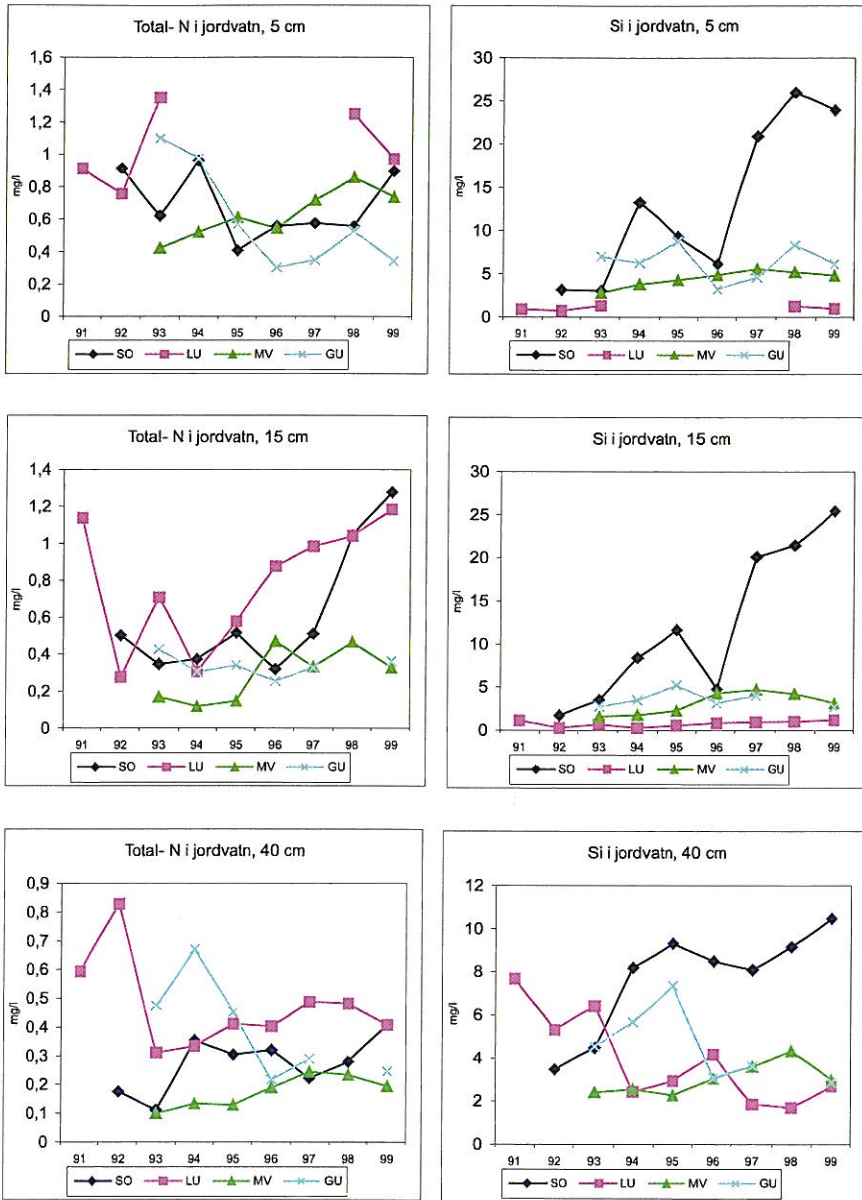 Total- N i jordvatn, 5 cm
1,6
1,4
1,2
1
0,8
0,6
0,4
0,2
0
mg/l
91 92 93 94 95 96 97 98 99
SO LU MV GU
Si i jordvatn, 5 cm
30
25
20
15
10
5
0
mg/l
91 92 93 94 95 96 97 98 99
SO LU MV GU
Total- N i jordvatn, 15 cm
1,4
1,2
1
0,8
0,6
0,4
0,2
0
mg/l
91 92 93 94 95 96 97 98 99
SO LU MV GU
Si i jordvatn, 15 cm
30
25
20
15
10
5
0
mg/l
91 92 93 94 95 96 97 98 99
SO LU MV GU
Total- N i jordvatn, 40 cm
0,9
0,8
0,7
0,6
0,5
0,4
0,3
0,2
0,1
0
mg/l
91 92 93 94 95 96 97 98 99
SO LU MV GU
Si i jordvatn, 40 cm
12
10
8
6
4
2
0
mg/l
91 92 93 94 95 96 97 98 99
SO LU MV GU